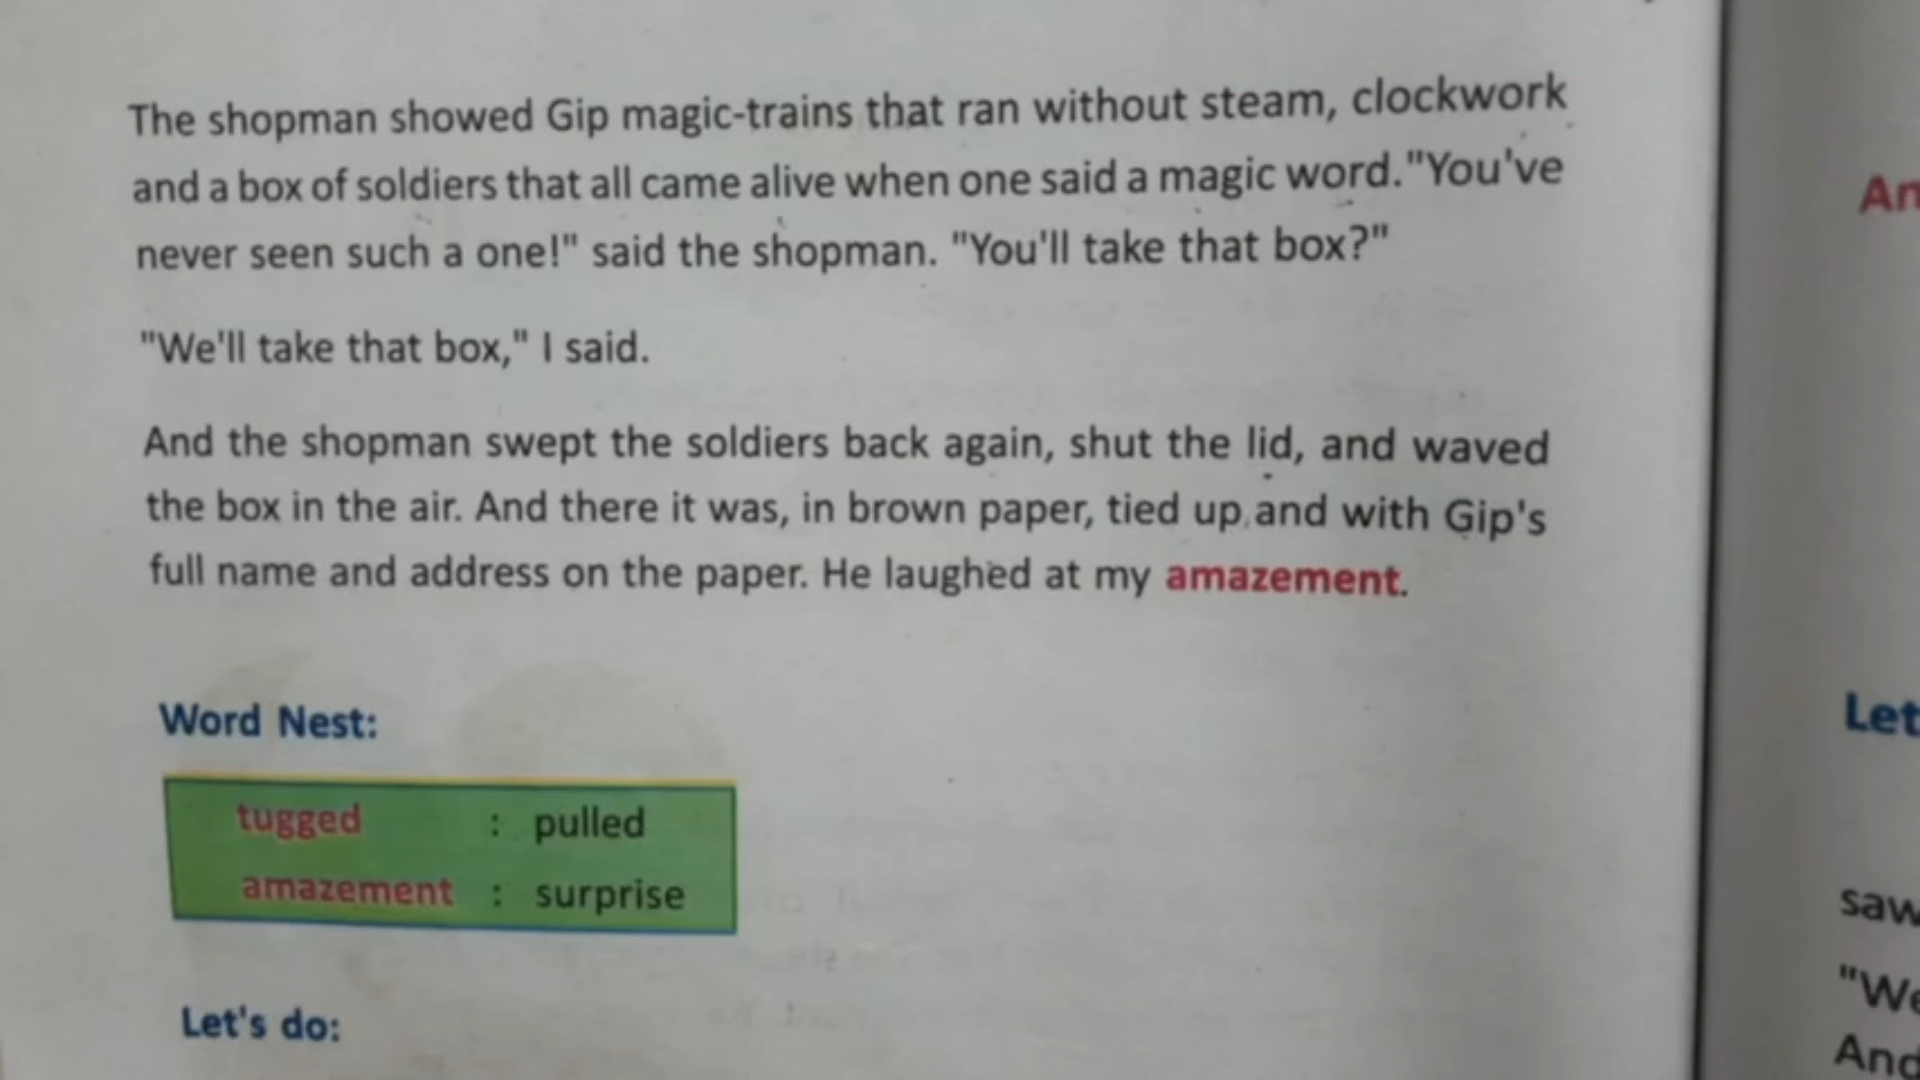 The shopman showed Gip magic-trains that ran without steam, clockwork
and a box of soldiers that all came alive when one said a magic word."You've
never seen such a one!" said the shopman. "You'll take that box?"
"We'll take that box," I said.
And the shopman swept the soldiers back again, shut the lid, and waved
the box in the air. And there it was, in brown paper, tied up and with Gip's
full name and address on the paper. He laughed at my amazement.
Word Nest:
tugged : pulled
amazement : surprise
Let's do:
An
Let
saw
"We
And